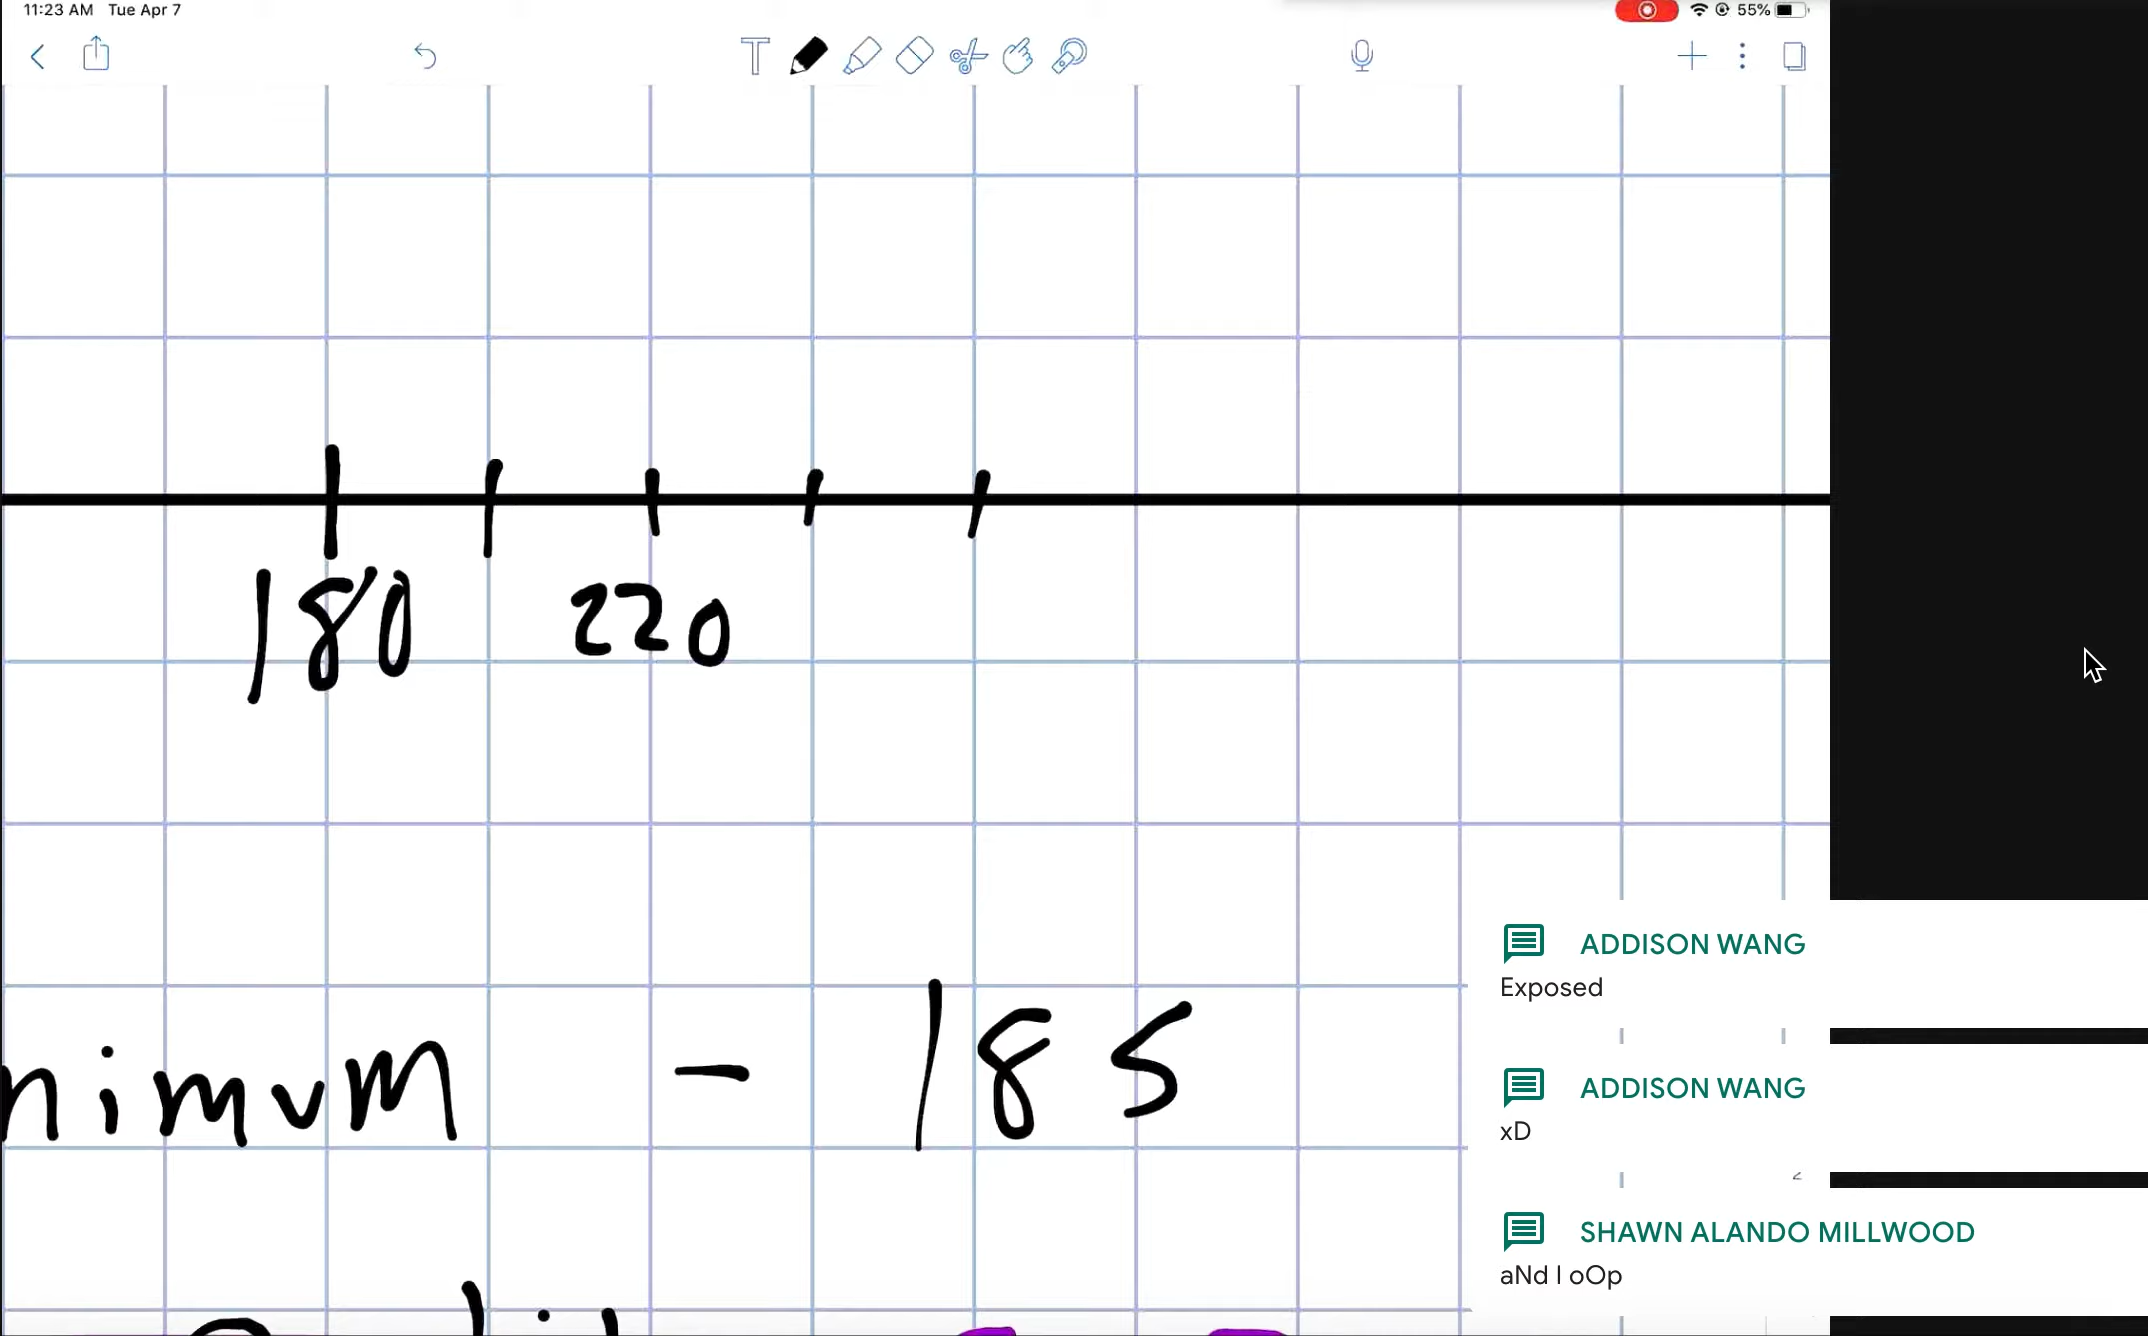 11:23 AM Tue Apr 7
55%
T
180 220
nimum - 185
ADDISON WANG
Exposed
ADDISON WANG
xD
SHAWN ALANDO MILLWOOD
aNd I oOp